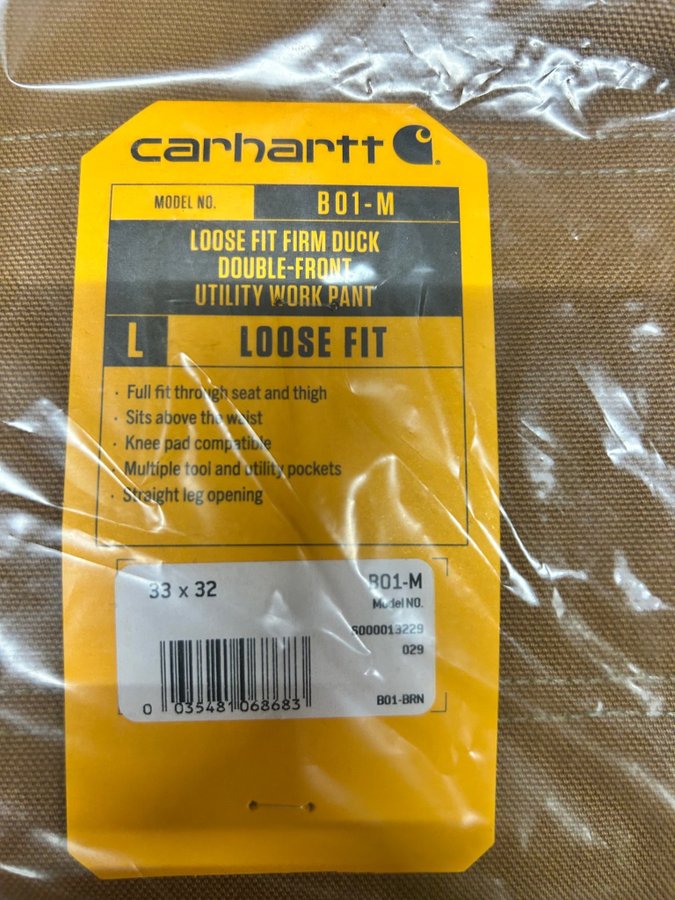 carhartt
MODEL NO. B01-M
LOOSE FIT FIRM DUCK
DOUBLE-FRONT
UTILITY WORK PANT
L LOOSE FIT
· Full fit through seat and thigh
· Sits above the waist
· Knee pad compatible
· Multiple tool and utility pockets
· Straight leg opening
33 x 32 B01-M
Model NO.
S000013229
029
0 035481068683
B01-BRN